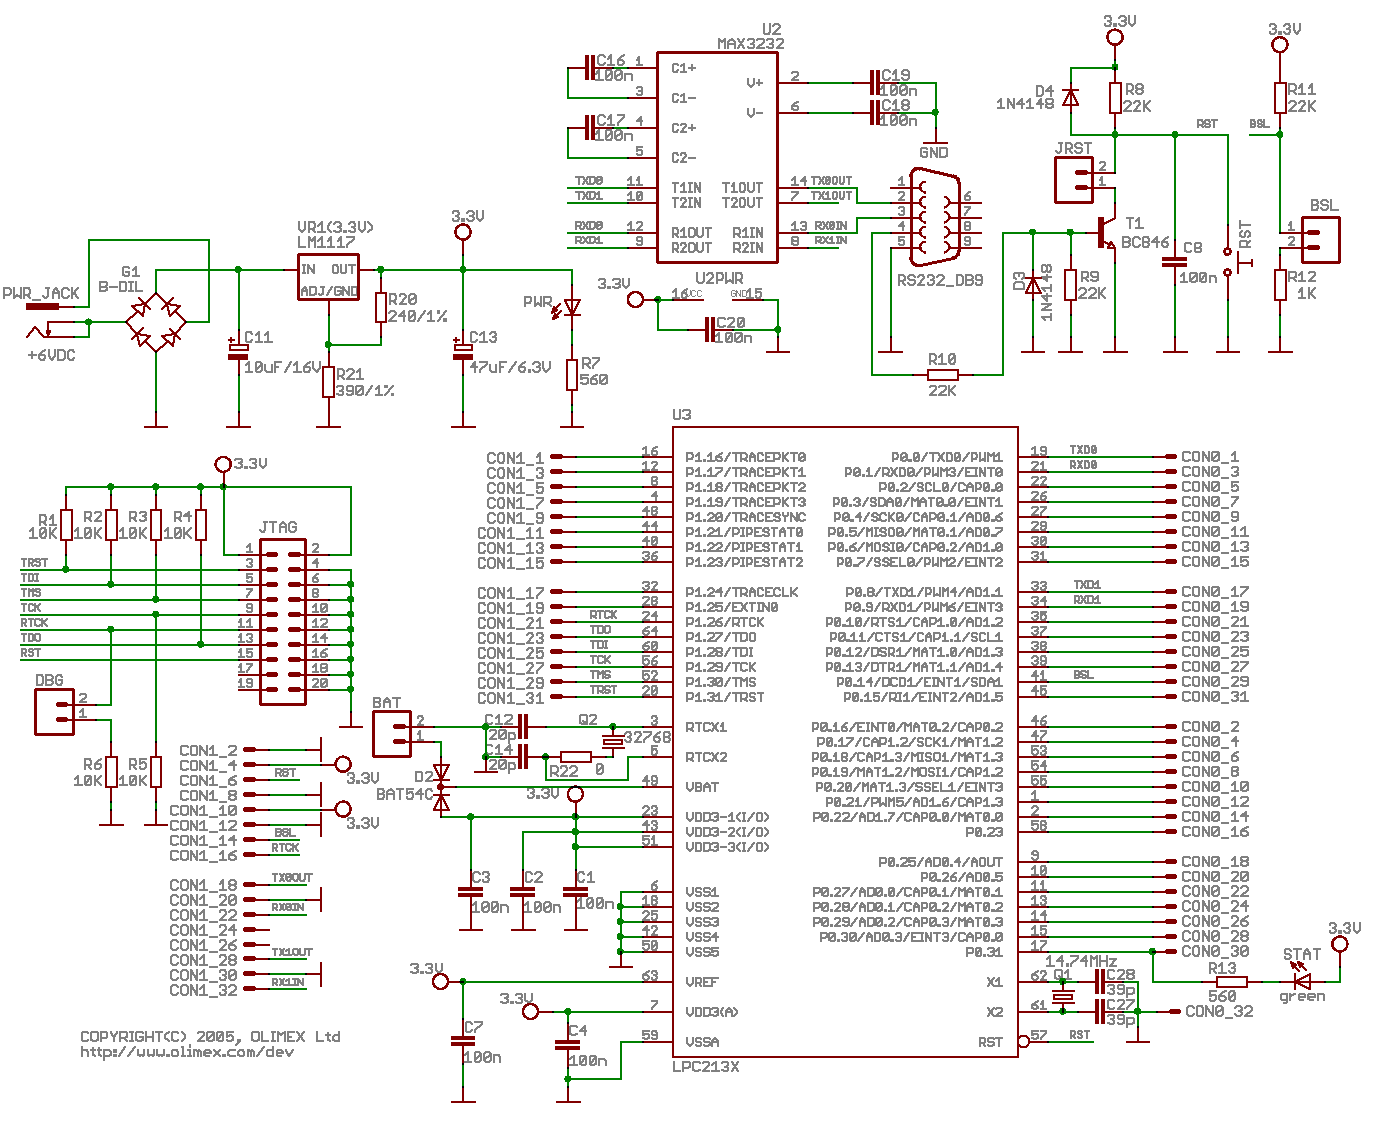 U2
MAX3232
C16
100n
1
C1+
3
C1-
C17
100n
4
C2+
5
C2-
V+
2
C19
100n
V-
6
C18
100n
GND
TXD0
11
T1IN
T1OUT
14
TX0OUT
TXD1
10
T2IN
T2OUT
7
TX1OUT
RXD0
12
R1OUT
R1IN
13
RX0IN
RXD1
9
R2OUT
R2IN
8
RX1IN
1
2
3
4
5
6
7
8
9
RS232_DB9
U2PWR
3.3V
16
VCC
GND
15
C20
100n
3.3V
D4
1N4148
R8
22K
JRST
2
1
T1
BC846
D3
1N4148
R9
22K
R10
22K
C8
100n
RST
RST
3.3V
R11
22K
BSL
BSL
1
2
R12
1K
PWR_JACK
+6VDC
G1
B-DIL
C11
10uF/16V
VR1(3.3V)
LM1117
IN
OUT
ADJ/GND
R20
240/1%
R21
390/1%
3.3V
C13
47uF/6.3V
PWR
R7
560
3.3V
R1
10K
R2
10K
R3
10K
R4
10K
JTAG
TRST
TDI
TMS
TCK
RTCK
TDO
RST
1
2
3
4
5
6
7
8
9
10
11
12
13
14
15
16
17
18
19
20
DBG
2
1
R6
10K
R5
10K
CON1_2
CON1_4
3.3V
CON1_6
RST
CON1_8
CON1_10
3.3V
CON1_12
CON1_14
BSL
CON1_16
RTCK
CON1_18
TX0OUT
CON1_20
CON1_22
RX0IN
CON1_24
CON1_26
CON1_28
TX1OUT
CON1_30
CON1_32
RX1IN
BAT
2
1
D2
BAT54C
C12
20p
C14
20p
Q2
32768
R22
0
3.3V
C3
100n
C2
100n
C1
100n
3.3V
C7
100n
3.3V
C4
100n
U3
CON1_1
16
P1.16/TRACEPKT0
CON1_3
12
P1.17/TRACEPKT1
CON1_5
8
P1.18/TRACEPKT2
CON1_7
4
P1.19/TRACEPKT3
CON1_9
48
P1.20/TRACESYNC
CON1_11
44
P1.21/PIPESTAT0
CON1_13
40
P1.22/PIPESTAT1
CON1_15
36
P1.23/PIPESTAT2
CON1_17
32
P1.24/TRACECLK
CON1_19
28
P1.25/EXTIN0
CON1_21
RTCK
24
P1.26/RTCK
CON1_23
TDO
64
P1.27/TDO
CON1_25
TDI
60
P1.28/TDI
CON1_27
TCK
56
P1.29/TCK
CON1_29
TMS
52
P1.30/TMS
CON1_31
TRST
20
P1.31/TRST
3
RTCX1
5
RTCX2
49
VBAT
23
VDD3-1(I/O)
43
VDD3-2(I/O)
51
VDD3-3(I/O)
6
VSS1
18
VSS2
25
VSS3
42
VSS4
50
VSS5
63
VREF
7
VDD3(A)
59
VSSA
P0.0/TXD0/PWM1
19
TXD0
CON0_1
P0.1/RXD0/PWM3/EINT0
21
RXD0
CON0_3
P0.2/SCL0/CAP0.0
22
CON0_5
P0.3/SDA0/MAT0.0/EINT1
26
CON0_7
P0.4/SCK0/CAP0.1/AD0.6
27
CON0_9
P0.5/MISO0/MAT0.1/AD0.7
29
CON0_11
P0.6/MOSI0/CAP0.2/AD1.0
30
CON0_13
P0.7/SSEL0/PWM2/EINT2
31
CON0_15
P0.8/TXD1/PWM4/AD1.1
33
TXD1
CON0_17
P0.9/RXD1/PWM6/EINT3
34
RXD1
CON0_19
P0.10/RTS1/CAP1.0/AD1.2
35
CON0_21
P0.11/CTS1/CAP1.1/SCL1
37
CON0_23
P0.12/DSR1/MAT1.0/AD1.3
38
CON0_25
P0.13/DTR1/MAT1.1/AD1.4
39
CON0_27
P0.14/DCD1/EINT1/SDA1
41
BSL
CON0_29
P0.15/RI1/EINT2/AD1.5
45
CON0_31
P0.16/EINT0/MAT0.2/CAP0.2
46
CON0_2
P0.17/CAP1.2/SCK1/MAT1.2
47
CON0_4
P0.18/CAP1.3/MISO1/MAT1.3
53
CON0_6
P0.19/MAT1.2/MOSI1/CAP1.2
54
CON0_8
P0.20/MAT1.3/SSEL1/EINT3
55
CON0_10
P0.21/PWM5/AD1.6/CAP1.3
1
CON0_12
P0.22/AD1.7/CAP0.0/MAT0.0
2
CON0_14
P0.23
58
CON0_16
P0.25/AD0.4/AOUT
9
CON0_18
P0.26/AD0.5
10
CON0_20
P0.27/AD0.0/CAP0.1/MAT0.1
11
CON0_22
P0.28/AD0.1/CAP0.2/MAT0.2
13
CON0_24
P0.29/AD0.2/CAP0.3/MAT0.3
14
CON0_26
P0.30/AD0.3/EINT3/CAP0.0
15
CON0_28
P0.31
17
CON0_30
X1
62
14.74MHz
Q1
C28
39p
X2
61
C27
39p
CON0_32
RST
57
RST
R13
560
STAT
green
3.3V
LPC213X
COPYRIGHT(C) 2005, OLIMEX Ltd
http://www.olimex.com/dev